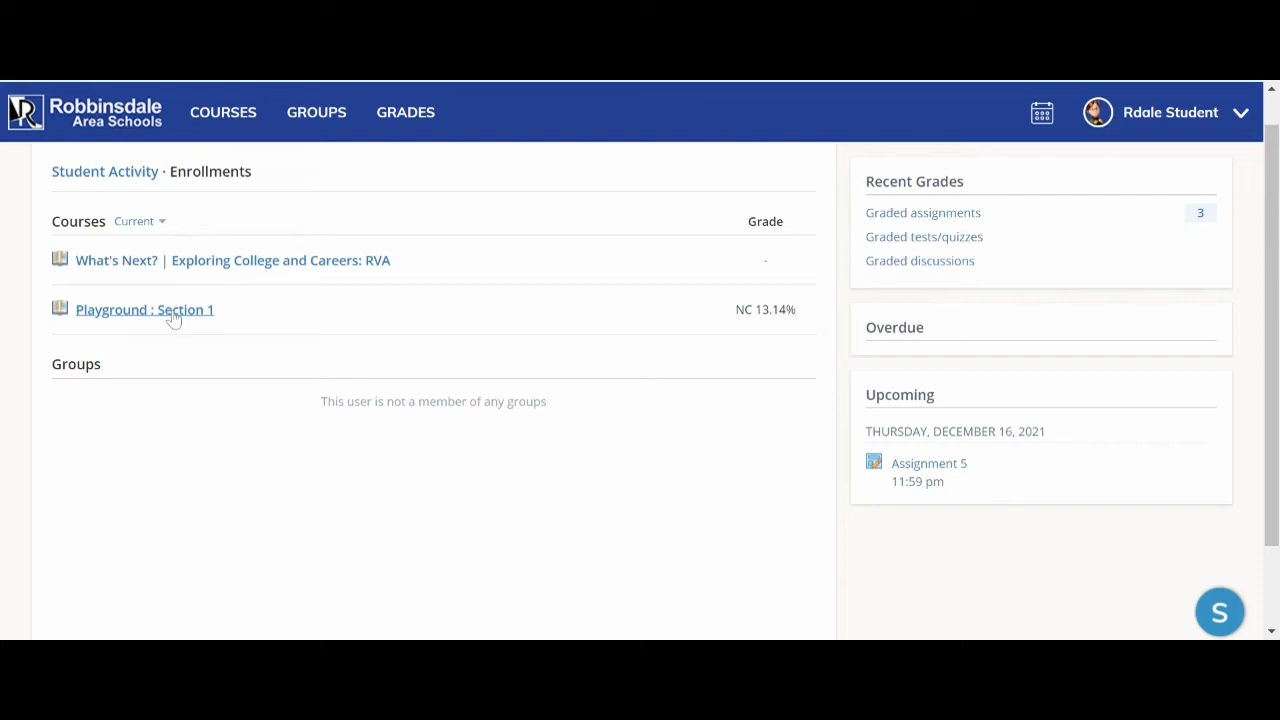 Robbinsdale
Area Schools
COURSES GROUPS GRADES
Rdale Student
Student Activity · Enrollments
Courses Current Grade
What's Next? | Exploring College and Careers: RVA -
Playground : Section 1 NC 13.14%
Groups
This user is not a member of any groups
Recent Grades
Graded assignments 3
Graded tests/quizzes
Graded discussions
Overdue
Upcoming
THURSDAY, DECEMBER 16, 2021
Assignment 5
11:59 pm
S